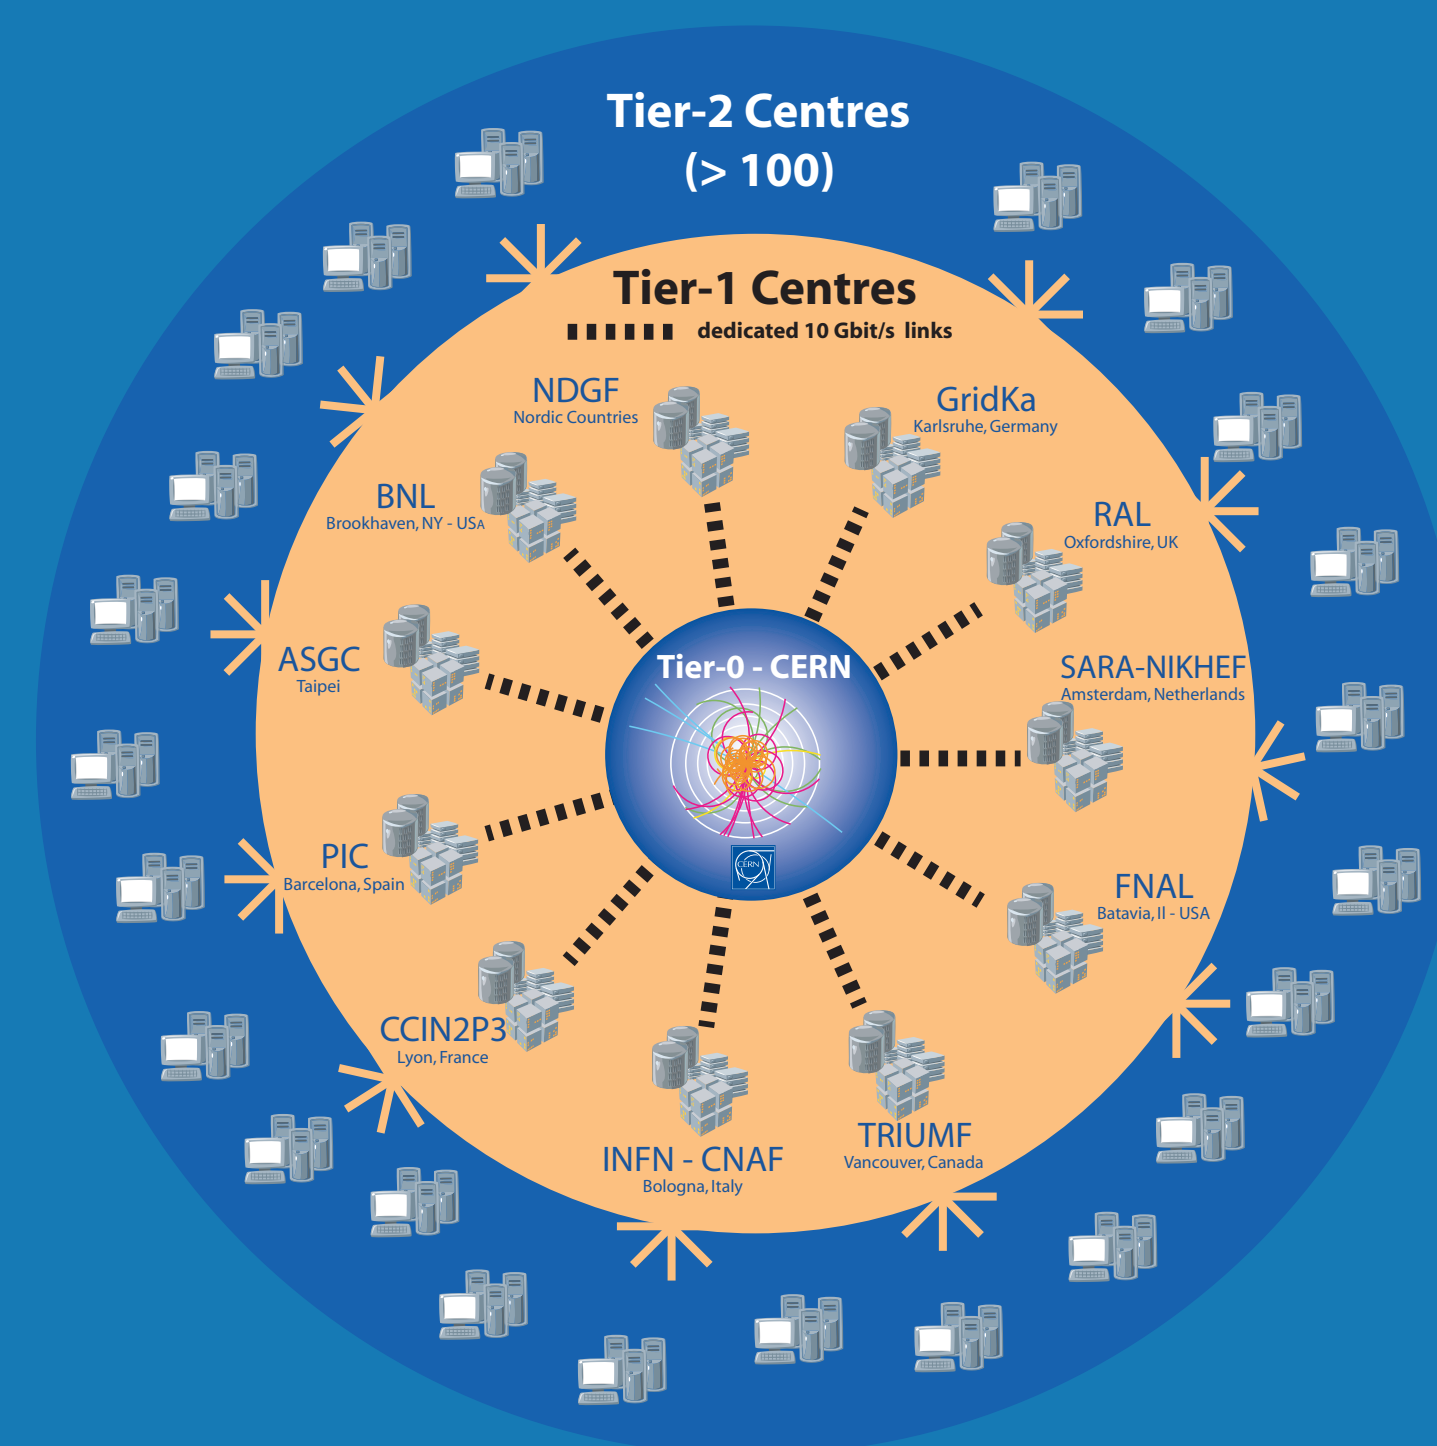 Tier-2 Centres
(> 100)
Tier-1 Centres
dedicated 10 Gbit/s links
NDGF
Nordic Countries
GridKa
Karlsruhe, Germany
BNL
Brookhaven, NY - USA
RAL
Oxfordshire, UK
ASGC
Taipei
Tier-0 - CERN
SARA-NIKHEF
Amsterdam, Netherlands
PIC
Barcelona, Spain
CERN
FNAL
Batavia, Il - USA
CCIN2P3
Lyon, France
INFN - CNAF
Bologna, Italy
TRIUMF
Vancouver, Canada